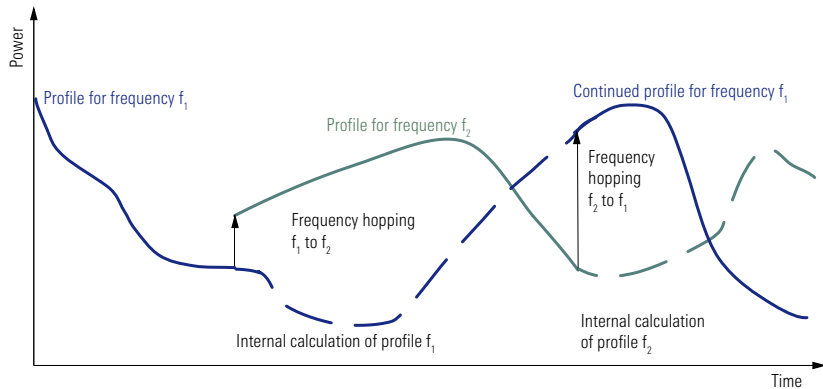 Power
Profile for frequency f₁
Profile for frequency f₂
Continued profile for frequency f₁
Frequency hopping
f₁ to f₂
Frequency
hopping
f₂ to f₁
Internal calculation of profile f₁
Internal calculation
of profile f₂
Time